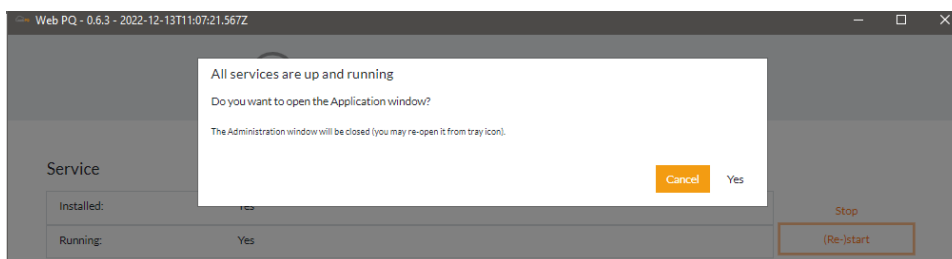 Web PQ - 0.6.3 - 2022-12-13T11:07:21.567Z
All services are up and running
Do you want to open the Application window?
The Administration window will be closed (you may re-open it from tray icon).
Cancel Yes
Service
Installed: Yes
Stop
Running: Yes
(Re-)start